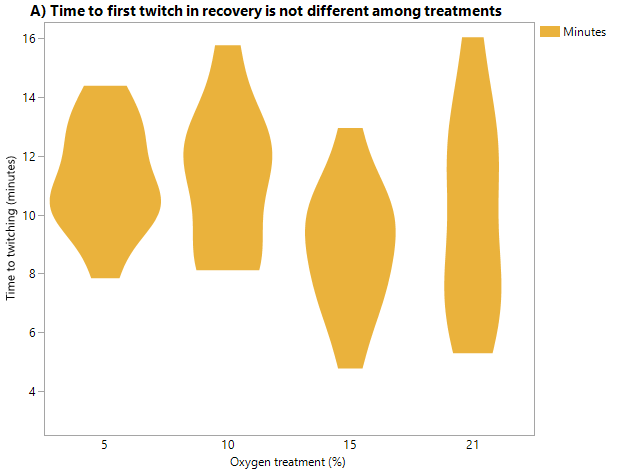 A) Time to first twitch in recovery is not different among treatments
Minutes
Time to twitching (minutes)
16
14
12
10
8
6
4
5 10 15 21
Oxygen treatment (%)